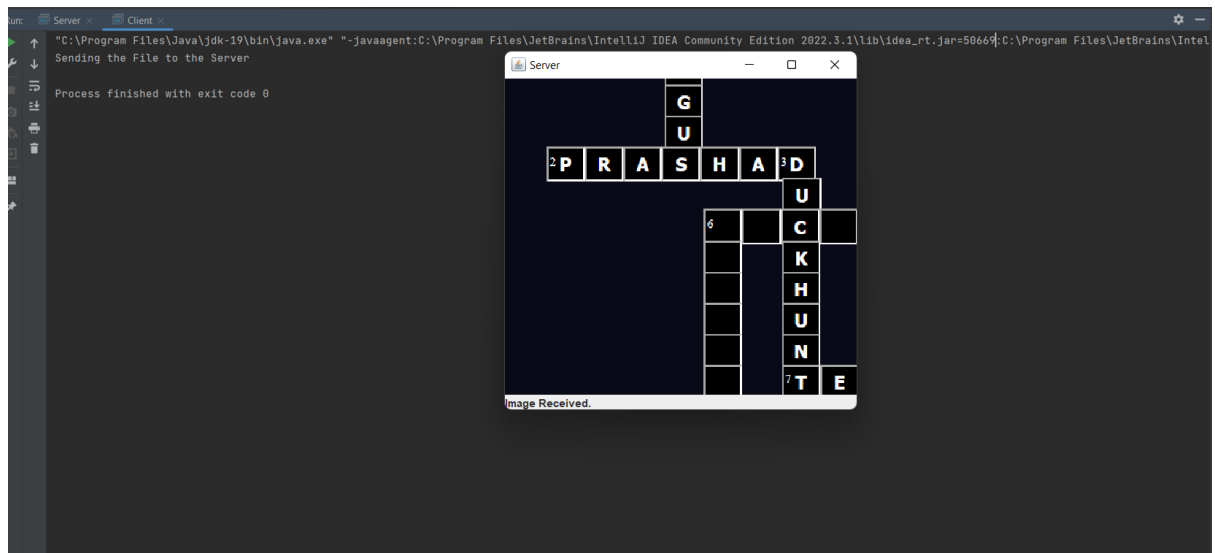 Run: Server × Client ×
"C:\Program Files\Java\jdk-19\bin\java.exe" "-javaagent:C:\Program Files\JetBrains\IntelliJ IDEA Community Edition 2022.3.1\lib\idea_rt.jar=50669:C:\Program Files\JetBrains\Intel
Sending the File to the Server
Process finished with exit code 0
Server
G
U
2 P R A S H A 3 D
U
6 C
K
H
U
N
7 T E
Image Received.